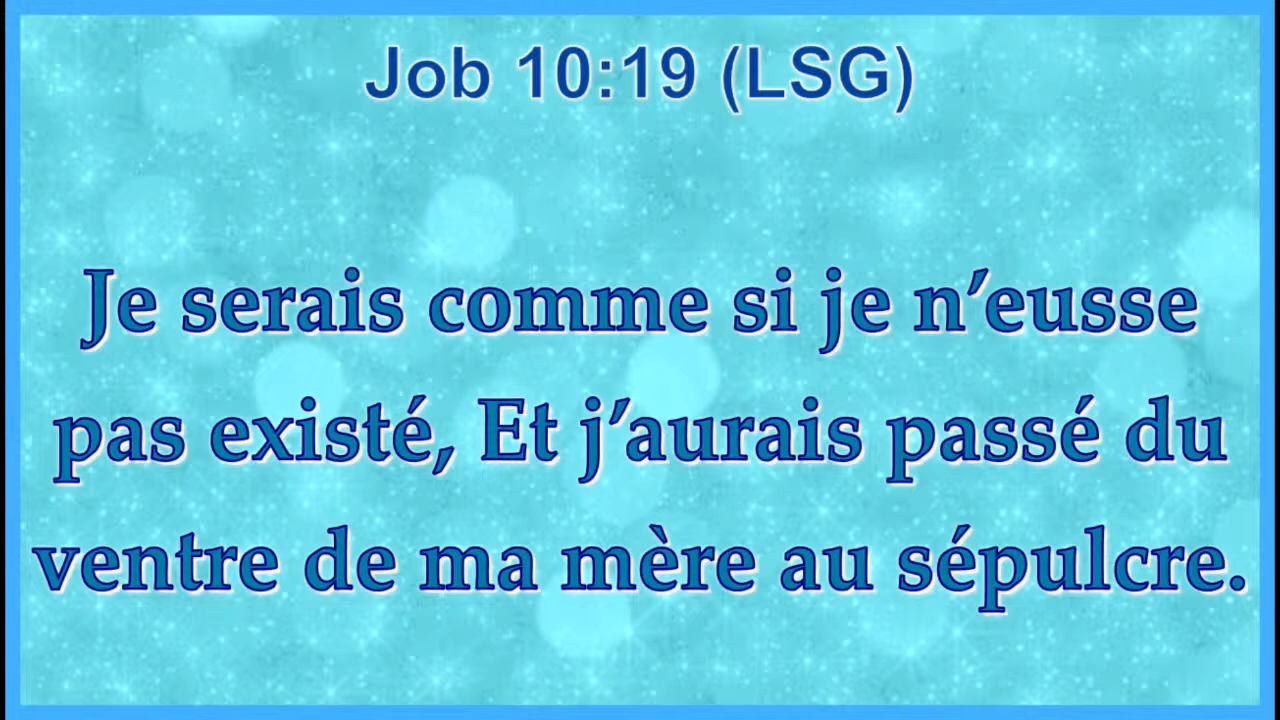 Job 10:19 (LSG)
Je serais comme si je n’eusse
pas existé, Et j’aurais passé du
ventre de ma mère au sépulcre.